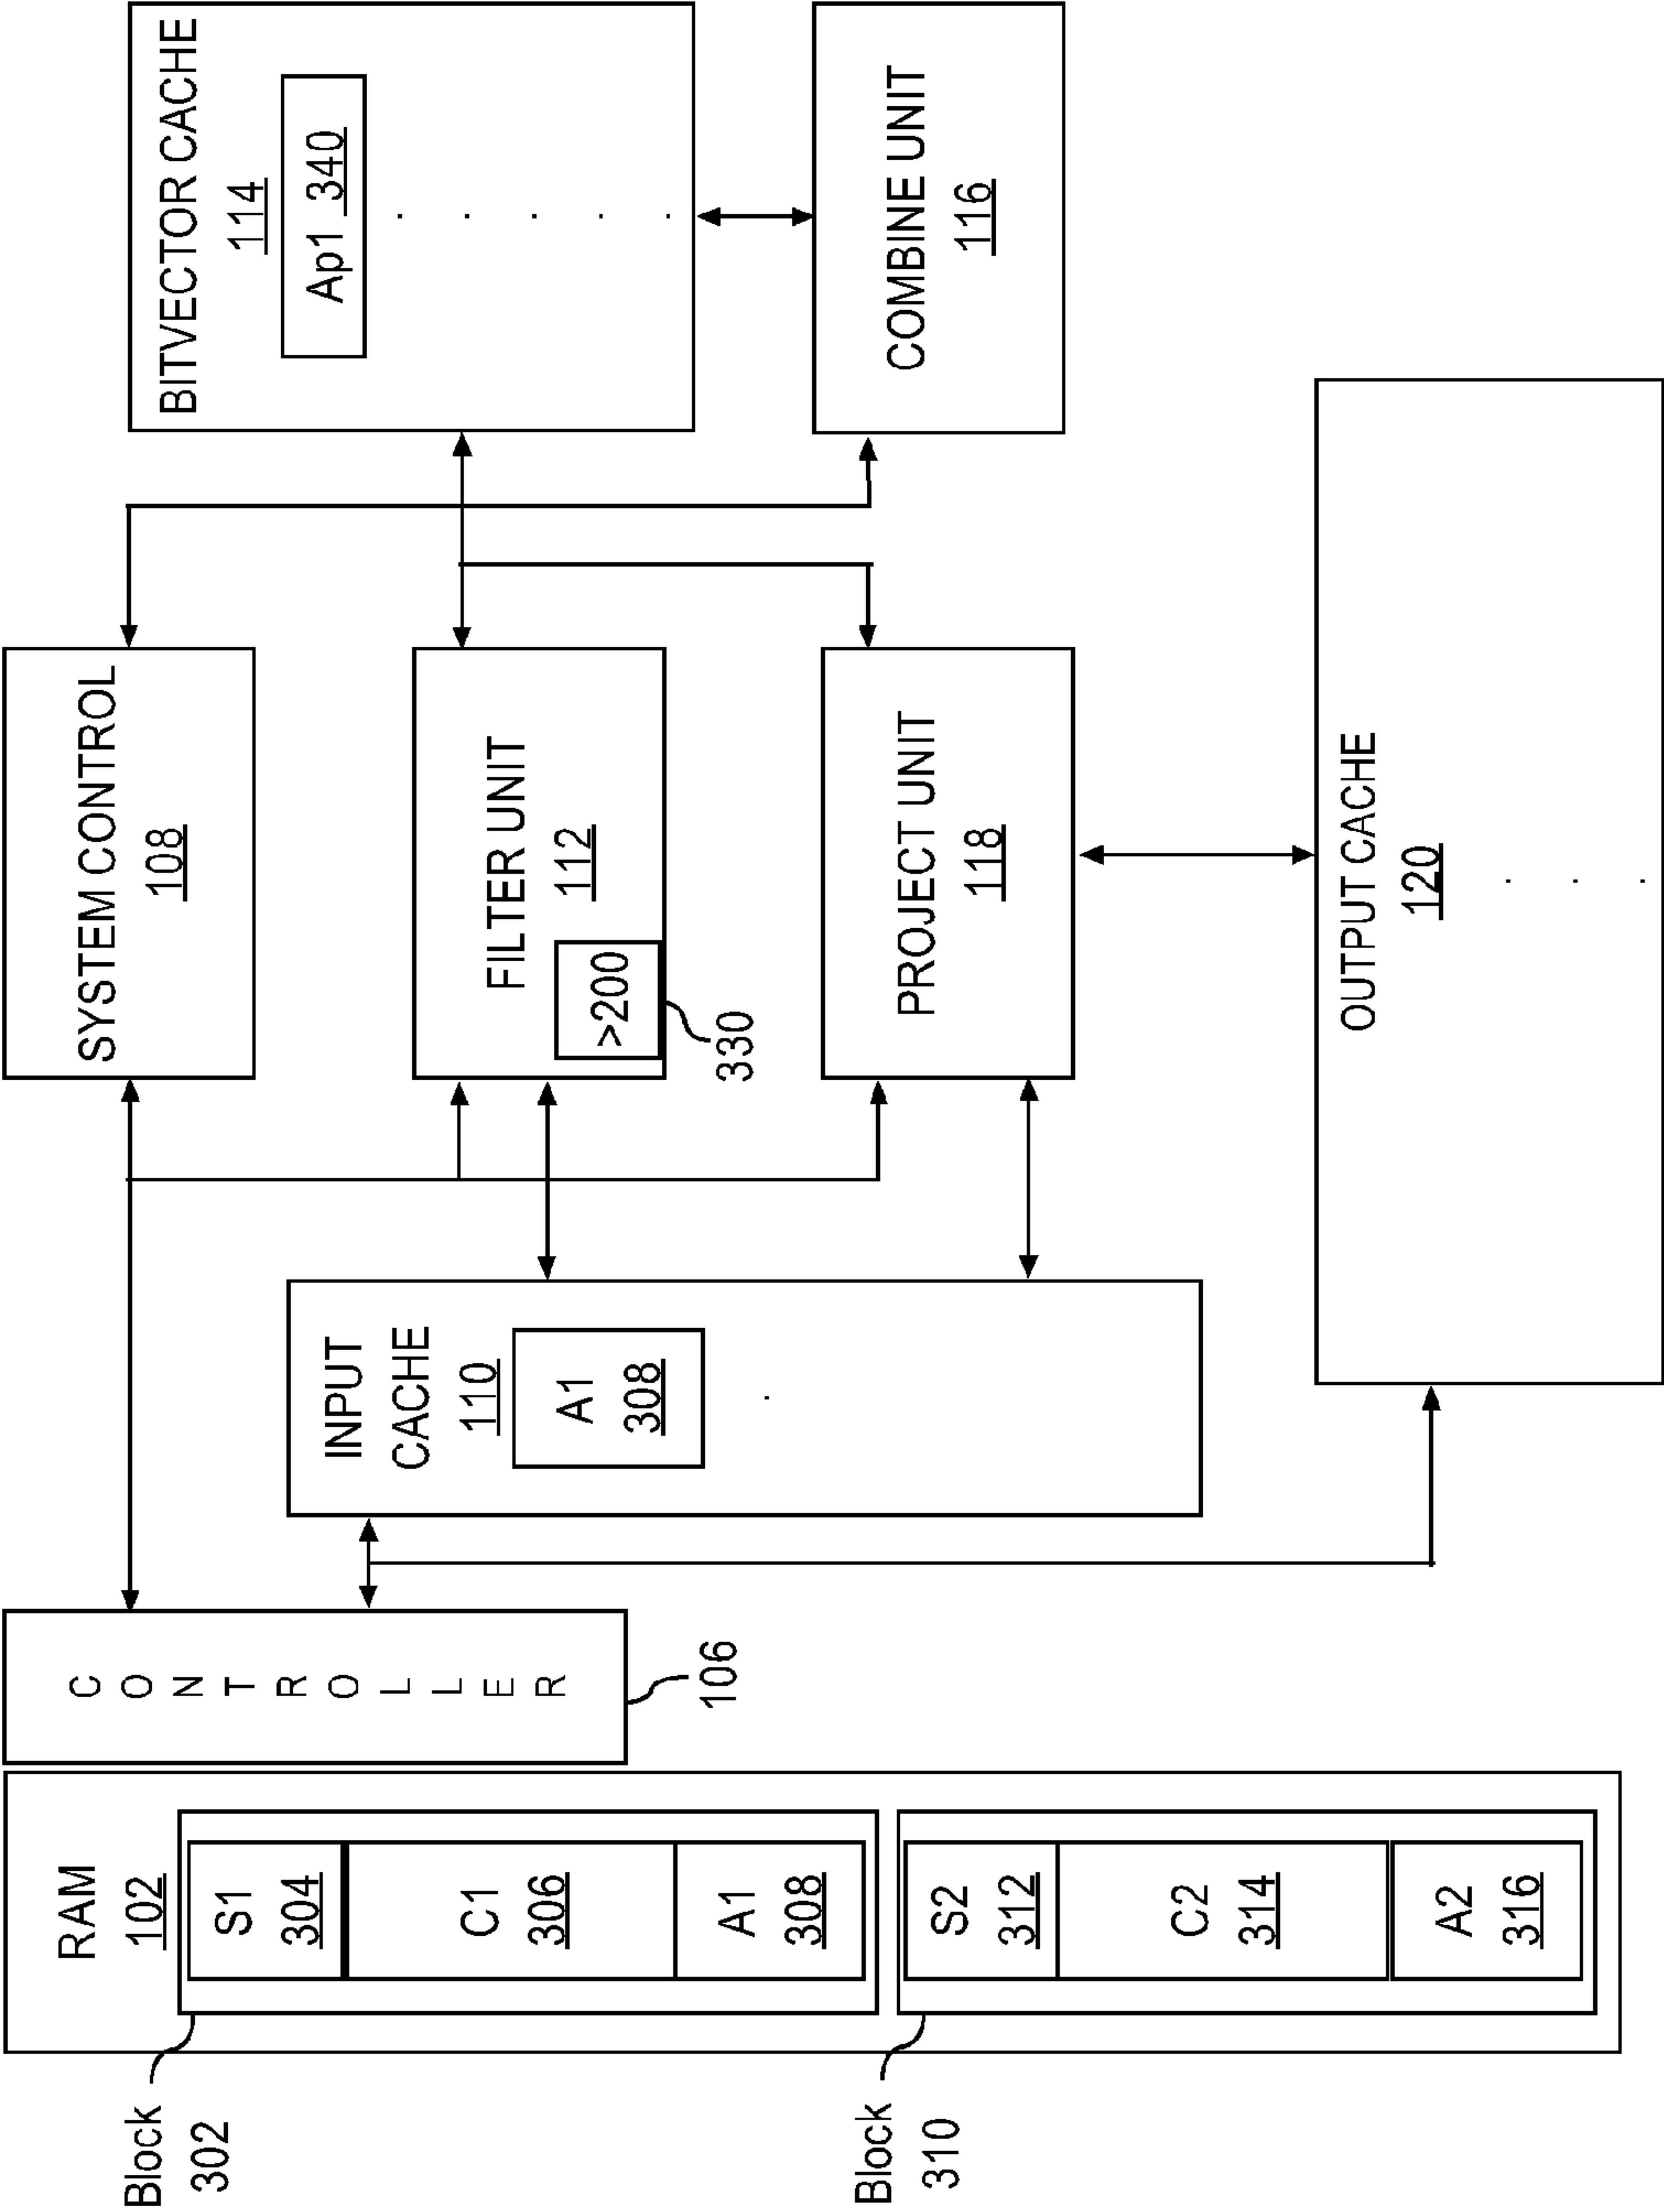 Block
302
Block
310
RAM
102
S1
304
C1
306
A1
308
S2
312
C2
314
A2
316
CONTROLLER
106
INPUT
CACHE
110
A1
308
.
SYSTEM CONTROL
108
FILTER UNIT
112
>200
330
PROJECT UNIT
118
BITVECTOR CACHE
114
Ap1 340
.
.
.
.
.
COMBINE UNIT
116
OUTPUT CACHE
120
.
.
.